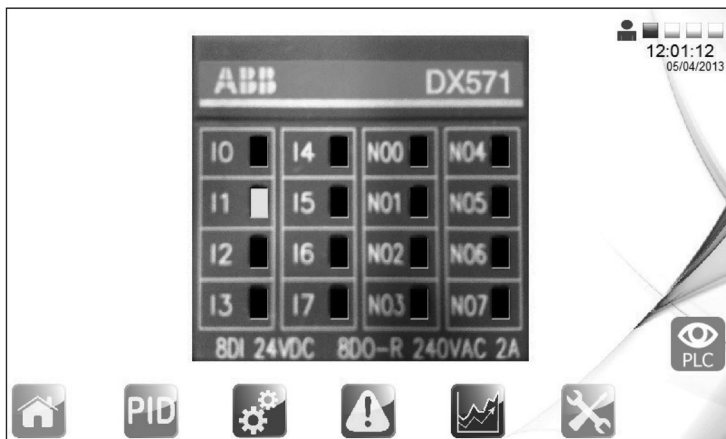 12:01:12
05/04/2013
ABB DX571
I0 I4 NO0 NO4
I1 I5 NO1 NO5
I2 I6 NO2 NO6
I3 I7 NO3 NO7
8DI 24VDC 8DO-R 240VAC 2A
PLC
PID